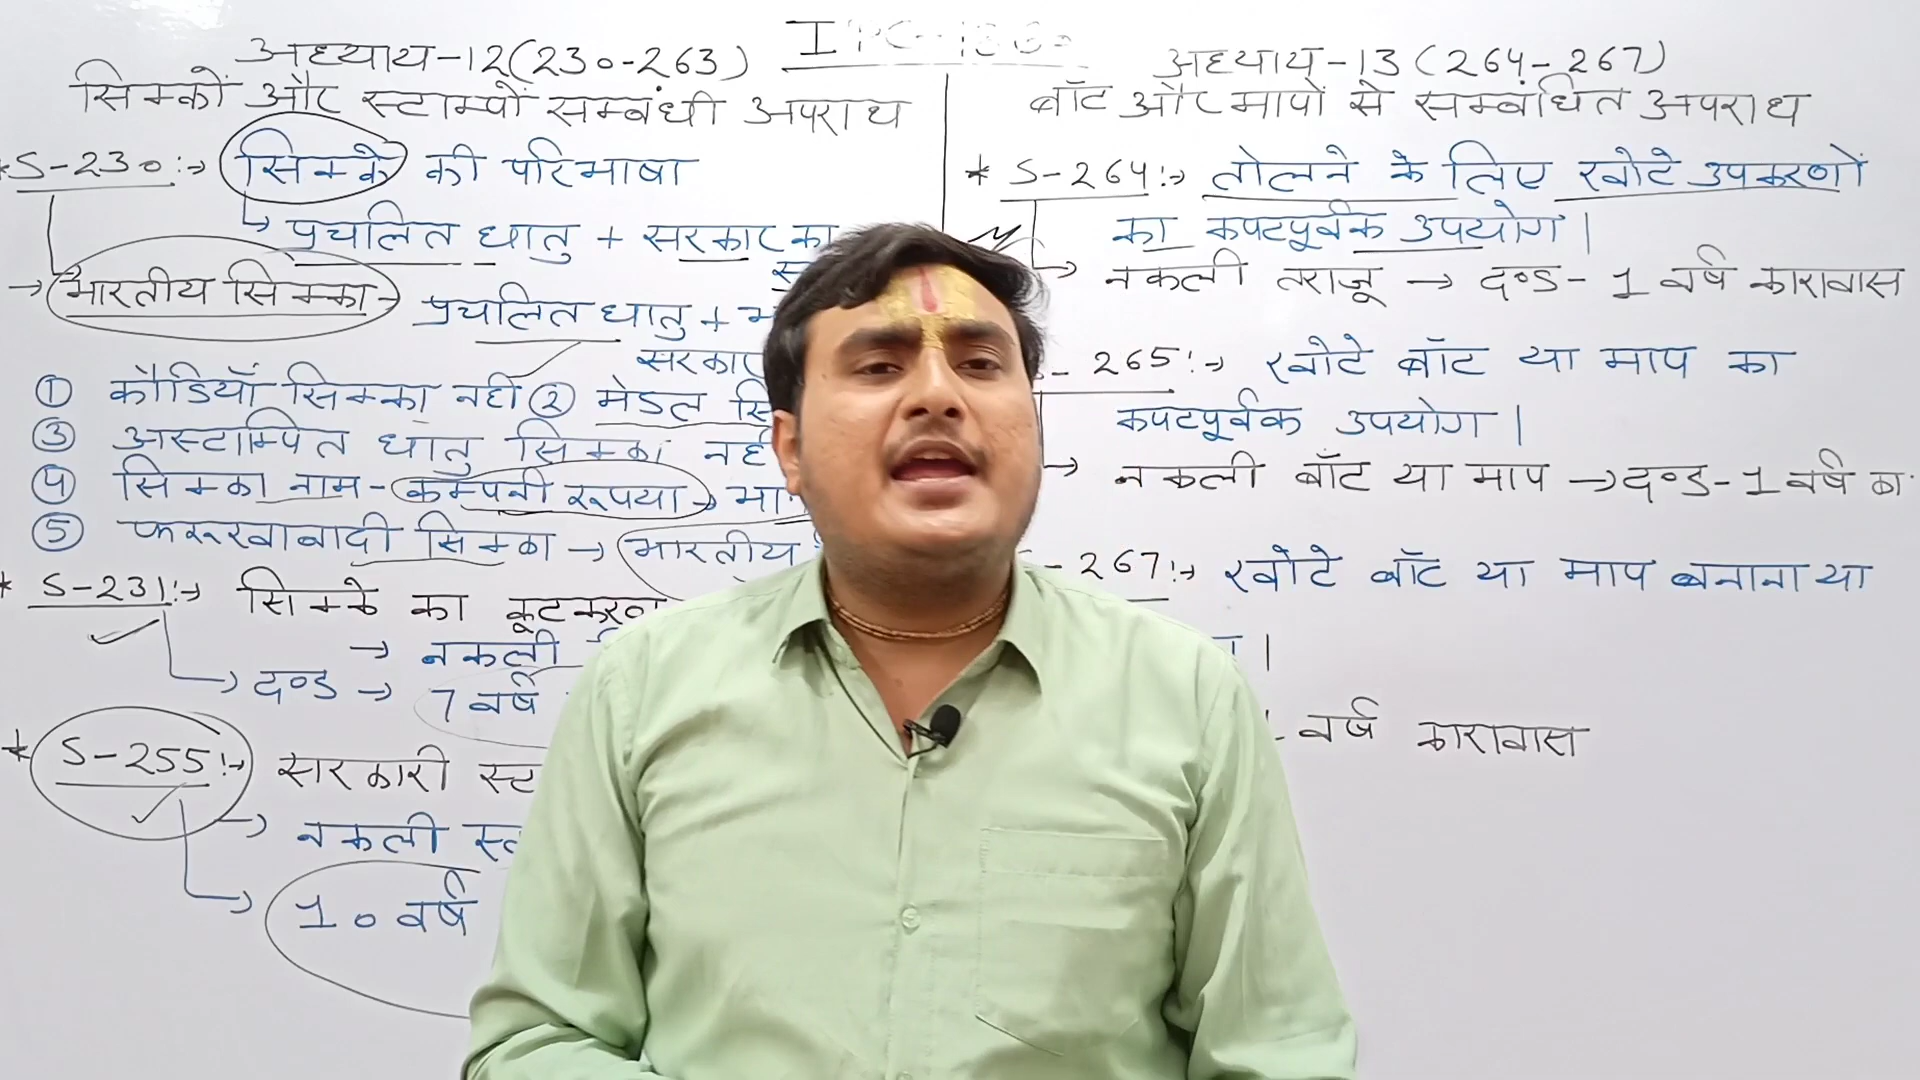 IPC-1860
अध्याय-12(230-263)
सिक्कों और स्टाम्पों सम्बंधी अपराध
* S-230:→ सिक्के की परिभाषा
↳ प्रचलित धातु + सरकार का
→ भारतीय सिक्का → प्रचलित धातु +
सरकार
① कौडियाँ सिक्का नहीं ② मेडल
③ अस्टाम्पित धातु सिक्का
④ सिक्का नाम - कम्पनी रूपया →
⑤ फरूखावादी सिक्का → भारतीय
* S-231:→ सिक्के का कूटकरण
→ नकली
→ दण्ड → 7 वर्ष
* S-255:→ सरकारी
→ नकली
→ 10 वर्ष
अध्याय-13 (264-267)
बॉट और मापों से सम्बंधित अपराध
* S-264:→ तोलने के लिए खोटे उपकरणों
का कपटपूर्वक उपयोग |
→ नकली तराजू → दण्ड - 1 वर्ष कारावास
265:→ खोटे बॉट या माप का
कपटपूर्वक उपयोग |
→ नकली बॉट या माप → दण्ड - 1 वर्ष का
267:→ खोटे बॉट या माप बनाना या
|
वर्ष कारावास